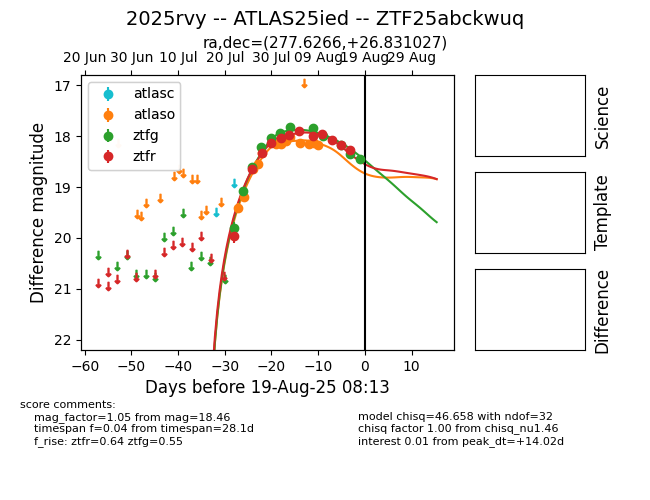 2025rvy -- ATLAS25ied -- ZTF25abckwuq
ra,dec=(277.6266,+26.831027)
20 Jun 30 Jun 10 Jul 20 Jul 30 Jul 09 Aug 19 Aug 29 Aug
atlasc
atlaso
ztfg
ztfr
17
18
19
20
21
22
Difference magnitude
−60 −50 −40 −30 −20 −10 0 10
Days before 19-Aug-25 08:13
Science
Template
Difference
score comments:
mag_factor=1.05 from mag=18.46
timespan f=0.04 from timespan=28.1d
f_rise: ztfr=0.64 ztfg=0.55
model chisq=46.658 with ndof=32
chisq factor 1.00 from chisq_nu1.46
interest 0.01 from peak_dt=+14.02d